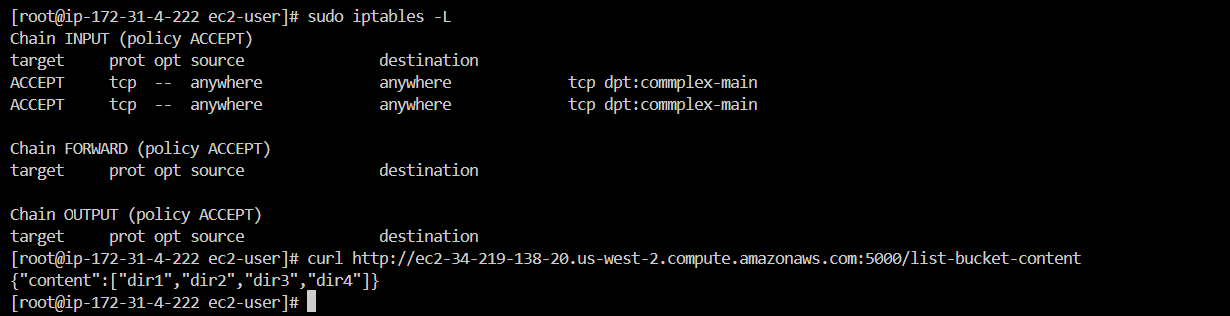 [root@ip-172-31-4-222 ec2-user]# sudo iptables -L
Chain INPUT (policy ACCEPT)
target     prot opt source               destination
ACCEPT     tcp  --  anywhere             anywhere             tcp dpt:commplex-main
ACCEPT     tcp  --  anywhere             anywhere             tcp dpt:commplex-main

Chain FORWARD (policy ACCEPT)
target     prot opt source               destination

Chain OUTPUT (policy ACCEPT)
target     prot opt source               destination
[root@ip-172-31-4-222 ec2-user]# curl http://ec2-34-219-138-20.us-west-2.compute.amazonaws.com:5000/list-bucket-content
{"content":["dir1","dir2","dir3","dir4"]}
[root@ip-172-31-4-222 ec2-user]#